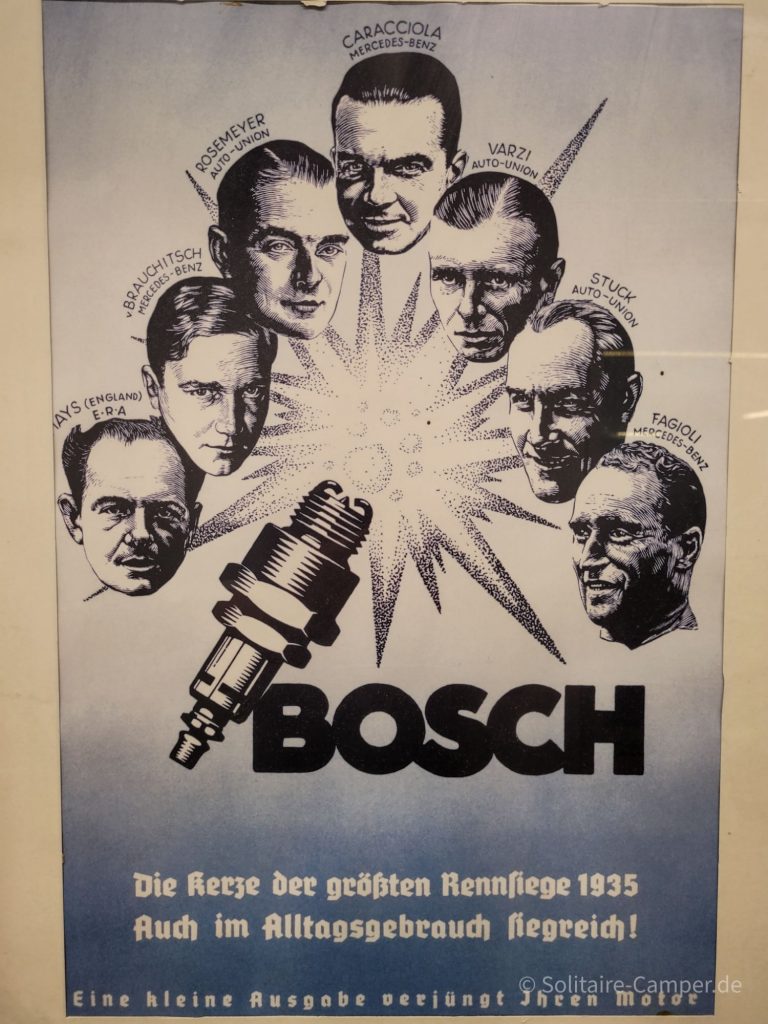 CARACCIOLA
MERCEDES-BENZ
ROSEMEYER
AUTO-UNION
VARZI
AUTO-UNION
v BRAUCHITSCH
MERCEDES-BENZ
STUCK
AUTO-UNION
AYS (ENGLAND)
E·R·A
FAGIOLI
MERCEDES-BENZ
BOSCH
Die Kerze der größten Rennsiege 1935
Auch im Alltagsgebrauch siegreich!
Eine kleine Ausgabe verjüngt Ihren Motor
© Solitaire-Camper.de